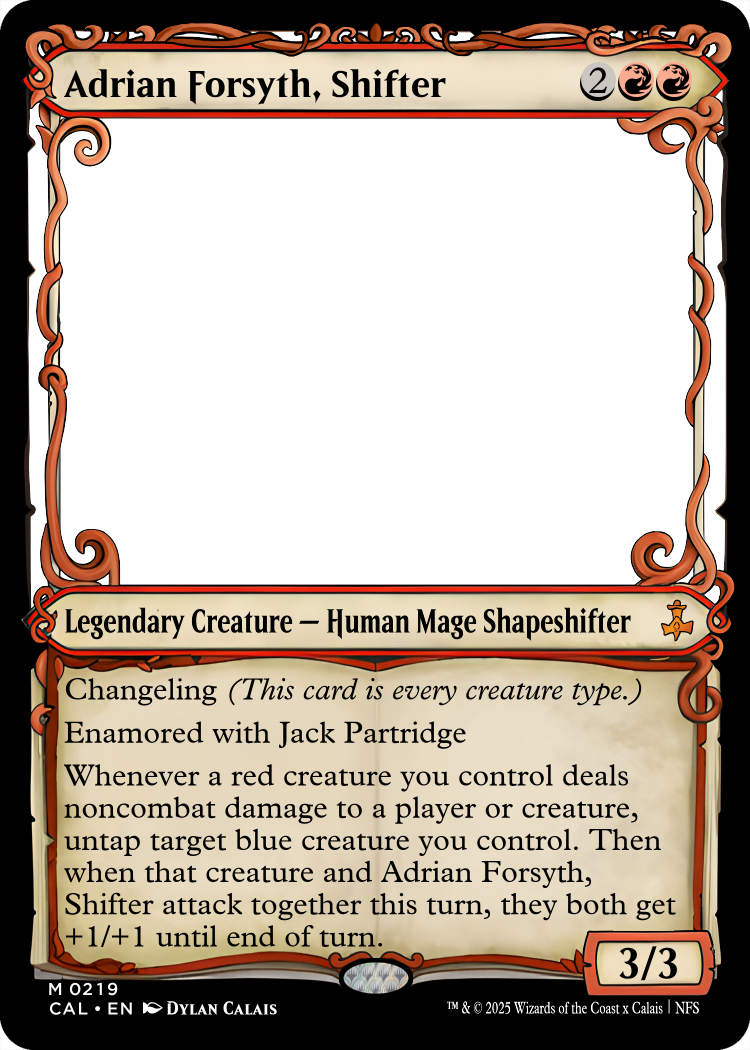 Adrian Forsyth, Shifter 2
Legendary Creature — Human Mage Shapeshifter
Changeling (This card is every creature type.)
Enamored with Jack Partridge
Whenever a red creature you control deals
noncombat damage to a player or creature,
untap target blue creature you control. Then
when that creature and Adrian Forsyth,
Shifter attack together this turn, they both get
+1/+1 until end of turn.
3/3
M 0219
CAL • EN Dylan Calais
™ & © 2025 Wizards of the Coast x Calais | NFS